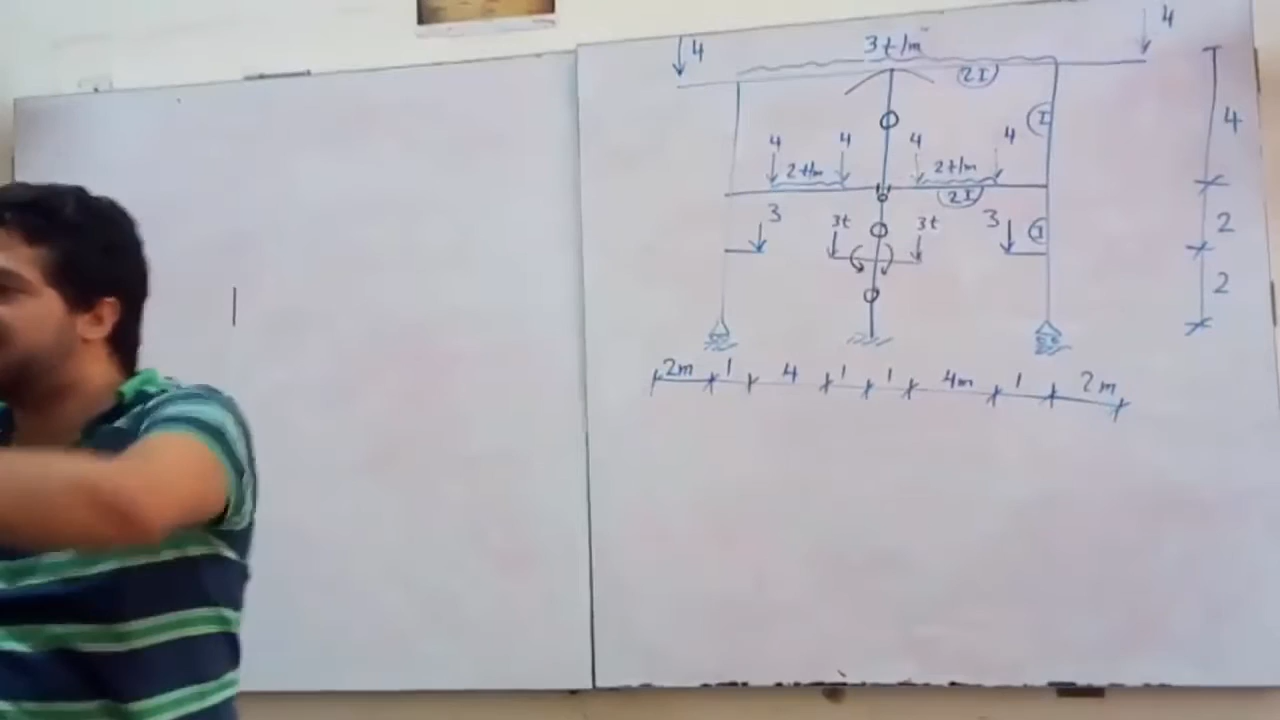 4 3t/m 4
2I
I 4
4 4 4 4
2t/m 2t/m
2I
3 3t 3t 3 I 2
2
2m 1 4 1 1 4m 1 2m